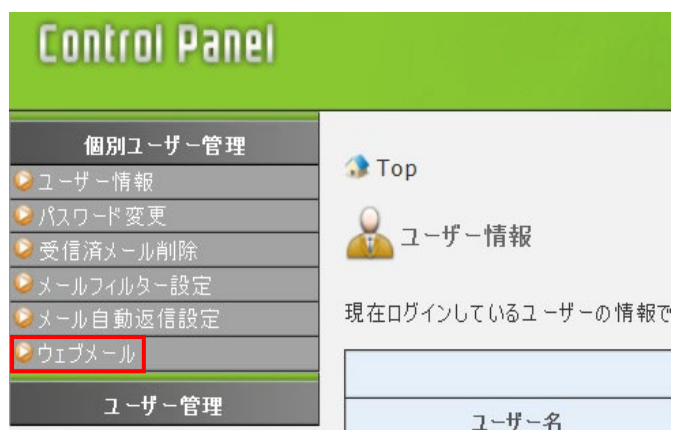 Control Panel
個別ユーザー管理
ユーザー情報
パスワード変更
受信済メール削除
メールフィルター設定
メール自動返信設定
ウェブメール
ユーザー管理
Top
ユーザー情報
現在ログインしているユーザーの情報で
ユーザー名